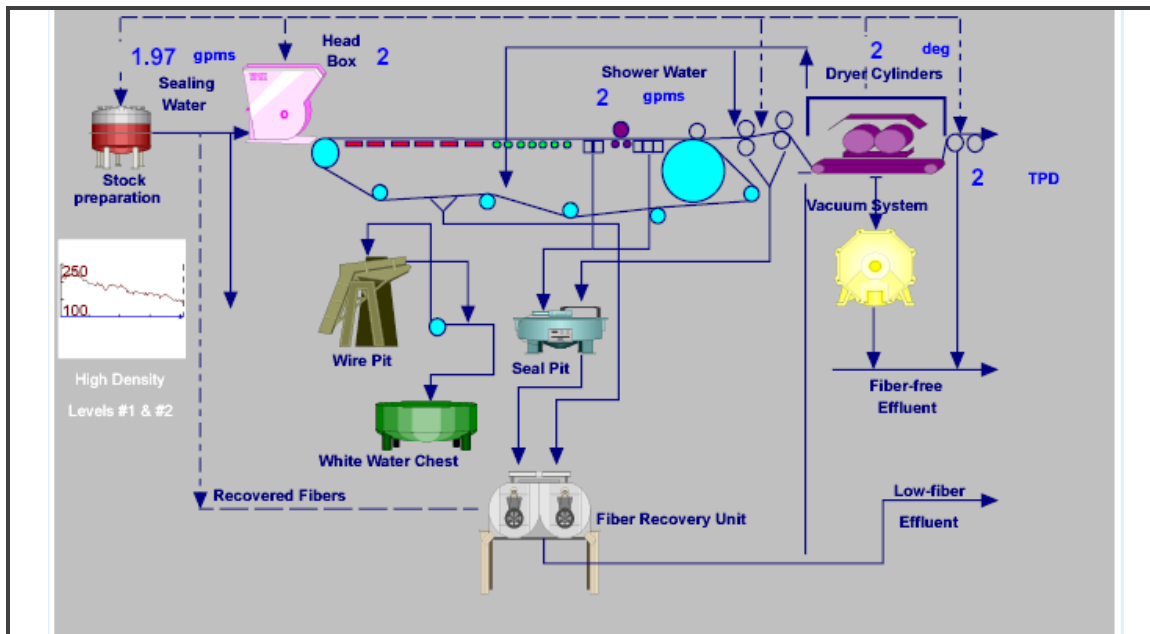 1.97 gpms
Sealing
Water
Head
Box 2
Shower Water
2 gpms
2 deg
Dryer Cylinders
Stock
preparation
2 TPD
Vacuum System
250
100
High Density
Levels #1 & #2
Wire Pit
Seal Pit
Fiber-free
Effluent
White Water Chest
Recovered Fibers
Fiber Recovery Unit
Low-fiber
Effluent